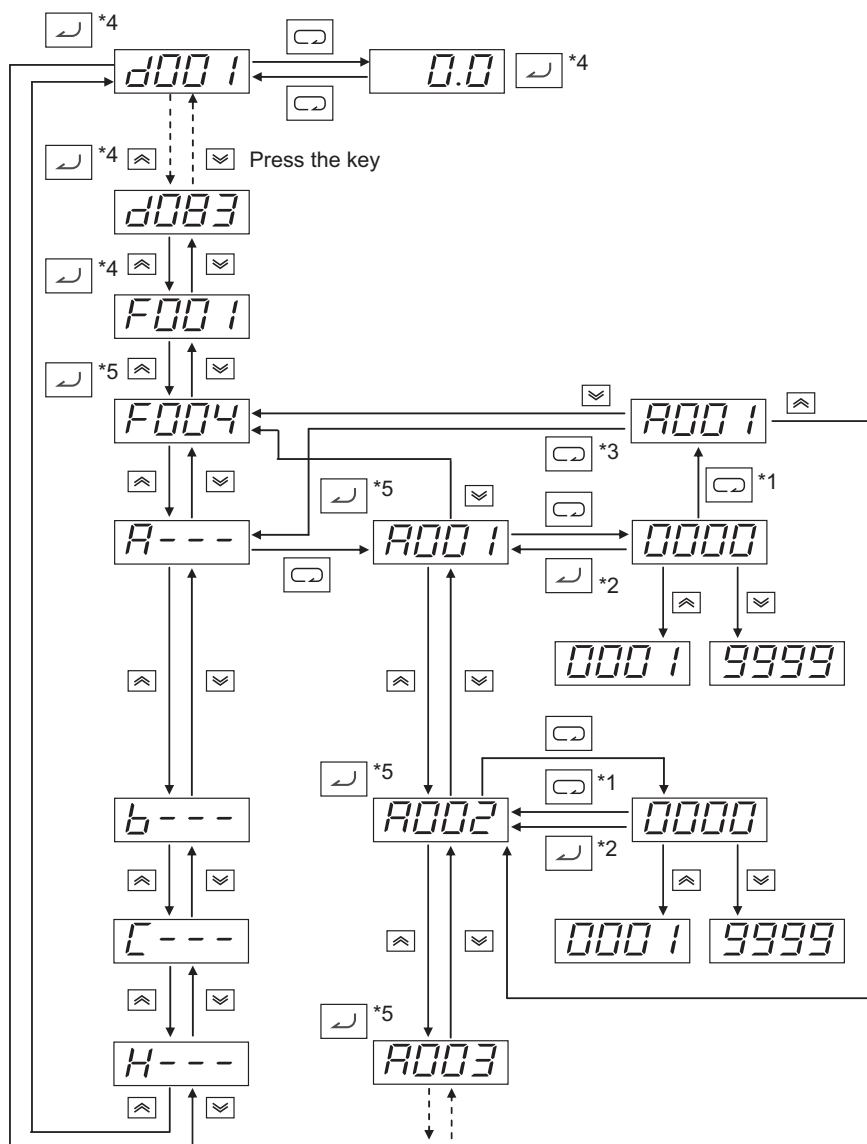 *4
d001
0.0
*4
*4
Press the key
d083
*4
F001
*5
F004
A001
*3
*1
*5
A---
A001
0000
*2
0001
9999
*5
*1
b---
A002
0000
*2
C---
0001
9999
*5
H---
A003